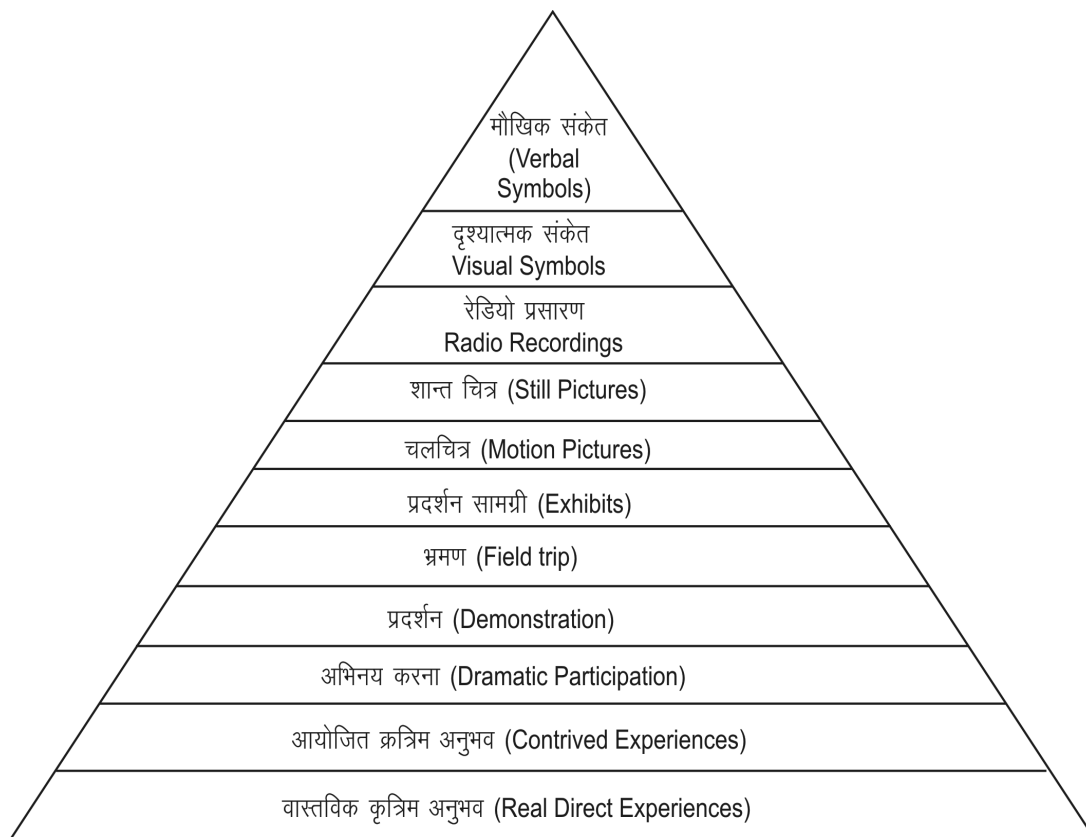 मौखिक संकेत
(Verbal
Symbols)
दृश्यात्मक संकेत
Visual Symbols
रेडियो प्रसारण
Radio Recordings
शान्त चित्र (Still Pictures)
चलचित्र (Motion Pictures)
प्रदर्शन सामग्री (Exhibits)
भ्रमण (Field trip)
प्रदर्शन (Demonstration)
अभिनय करना (Dramatic Participation)
आयोजित क्रत्रिम अनुभव (Contrived Experiences)
वास्तविक कृत्रिम अनुभव (Real Direct Experiences)